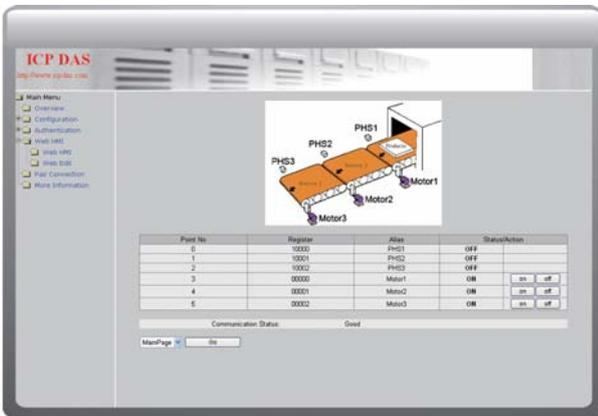 ICP DAS
http://www.icpdas.com
Main Menu
Overview
Configuration
Authentication
Web HMI
Web HMI
Web Edit
Pair Connection
More Information
PHS1
PHS2
PHS3
Products
Motor1
Motor2
Motor3
Point No Register Alias Status/Action
0 10000 PHS1 OFF
1 10001 PHS2 OFF
2 10002 PHS3 OFF
3 00000 Motor1 ON on off
4 00001 Motor2 ON on off
5 00002 Motor3 ON on off
Communication Status: Good
MainPage Go